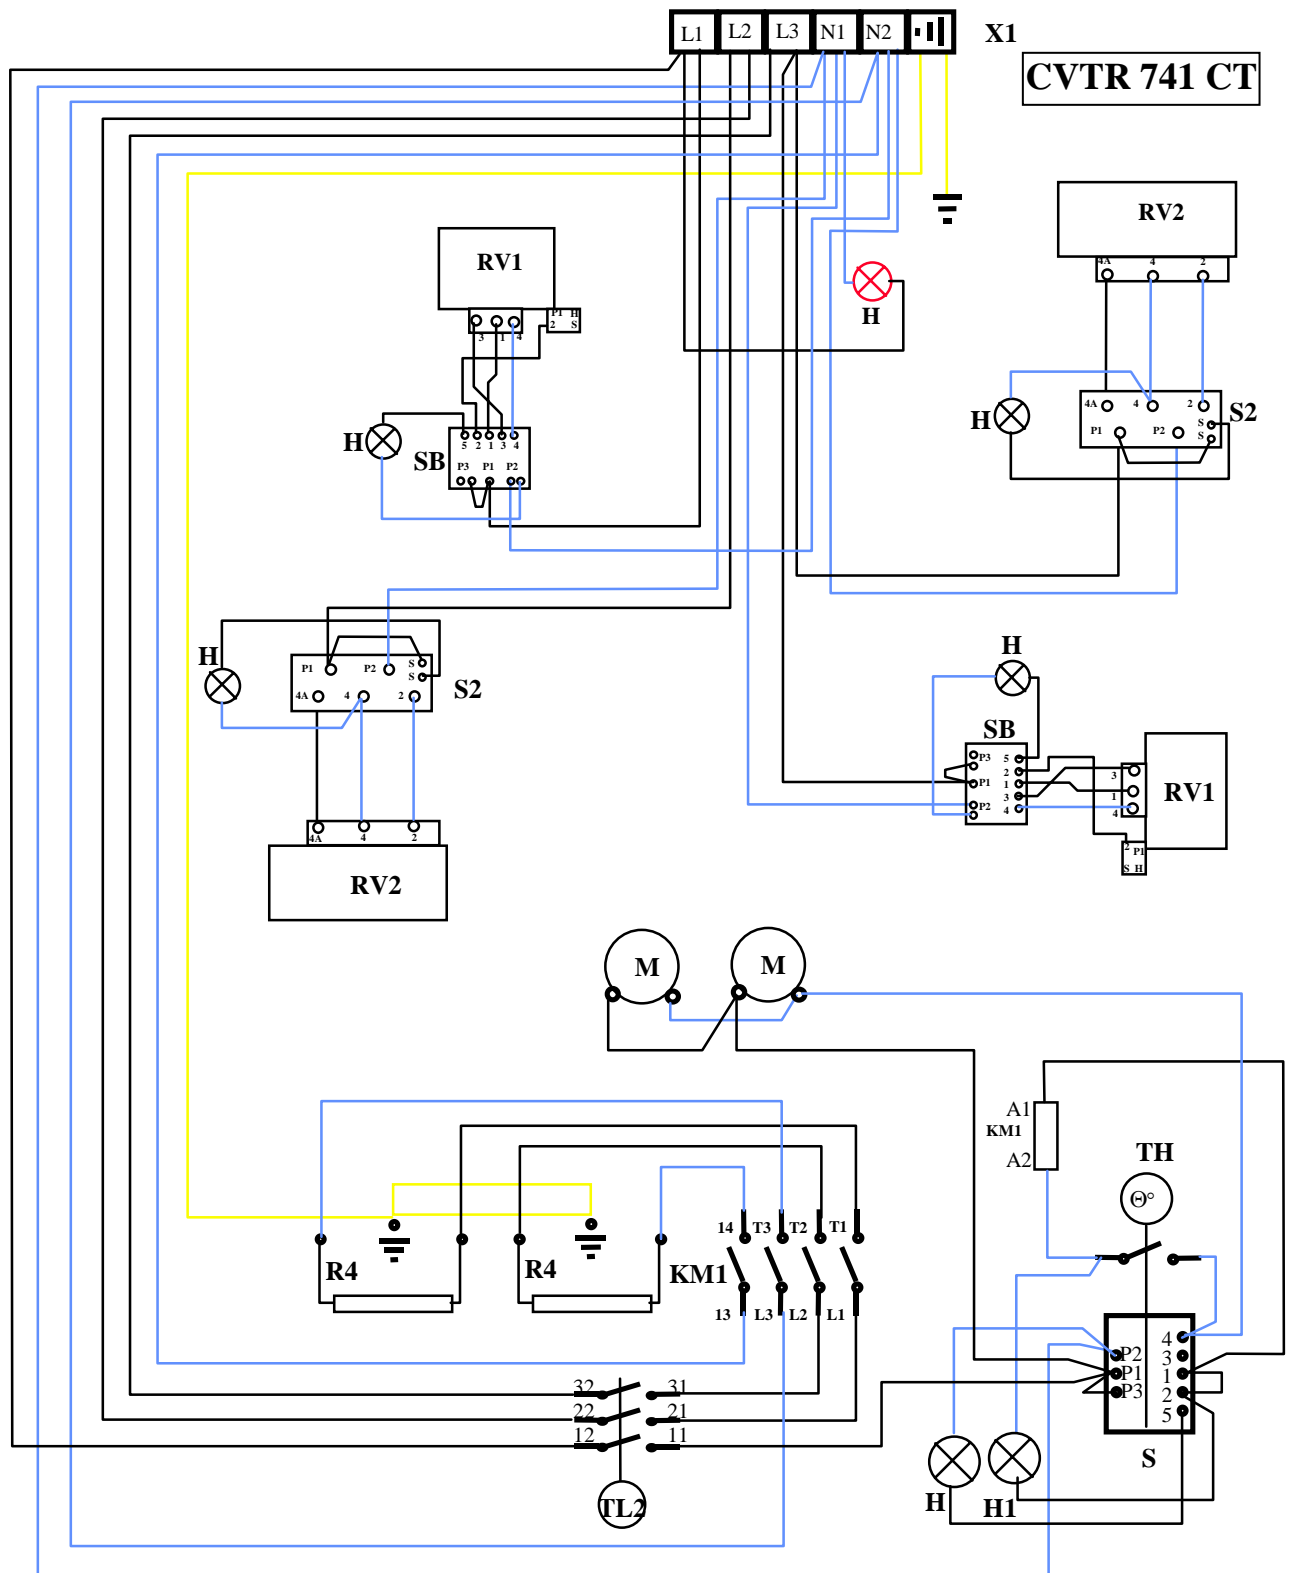 L1 L2 L3 N1 N2 X1
CVTR 741 CT
RV2
4A 4 2
RV1
P1 H
2 S
3 1 4
H
H
4A 4 2 S2
S
P1 P2 S
H
5 2 1 3 4
SB
P3 P1 P2
H
P1 P2 S
S
4A 4 2
S2
4A 4 2
RV2
H
SB
P3 5
2
P1 1
3
P2 4
3
1
4
RV1
2 P1
S H
M M
A1
KM1
A2
TH
Θ°
14 T3 T2 T1
R4 R4 KM1
13 L3 L2 L1
4
P2 3
P1 1
P3 2
5
S
32 31
22 21
12 11
TL2
H H1